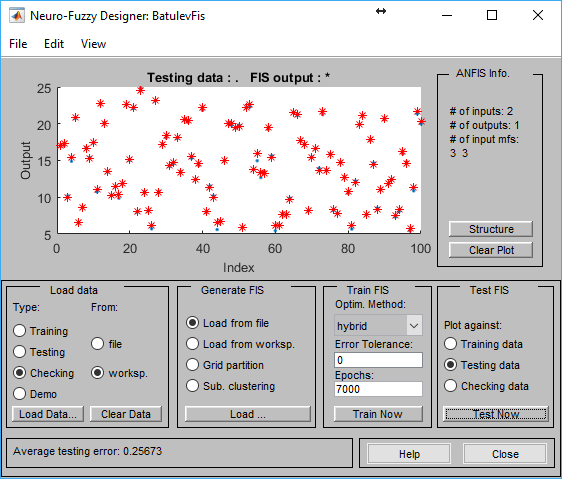 Neuro-Fuzzy Designer: BatulevFis
File Edit View
Testing data : . FIS output : *
25
20
15
10
5
Output
0 20 40 60 80 100
Index
ANFIS Info.
# of inputs: 2
# of outputs: 1
# of input mfs:
3 3
Structure
Clear Plot
Load data
Type: From:
Training
Testing
Checking
Demo
file
worksp.
Load Data... Clear Data
Generate FIS
Load from file
Load from worksp.
Grid partition
Sub. clustering
Load ...
Train FIS
Optim. Method:
hybrid
Error Tolerance:
0
Epochs:
7000
Train Now
Test FIS
Plot against:
Training data
Testing data
Checking data
Test Now
Average testing error: 0.25673
Help Close